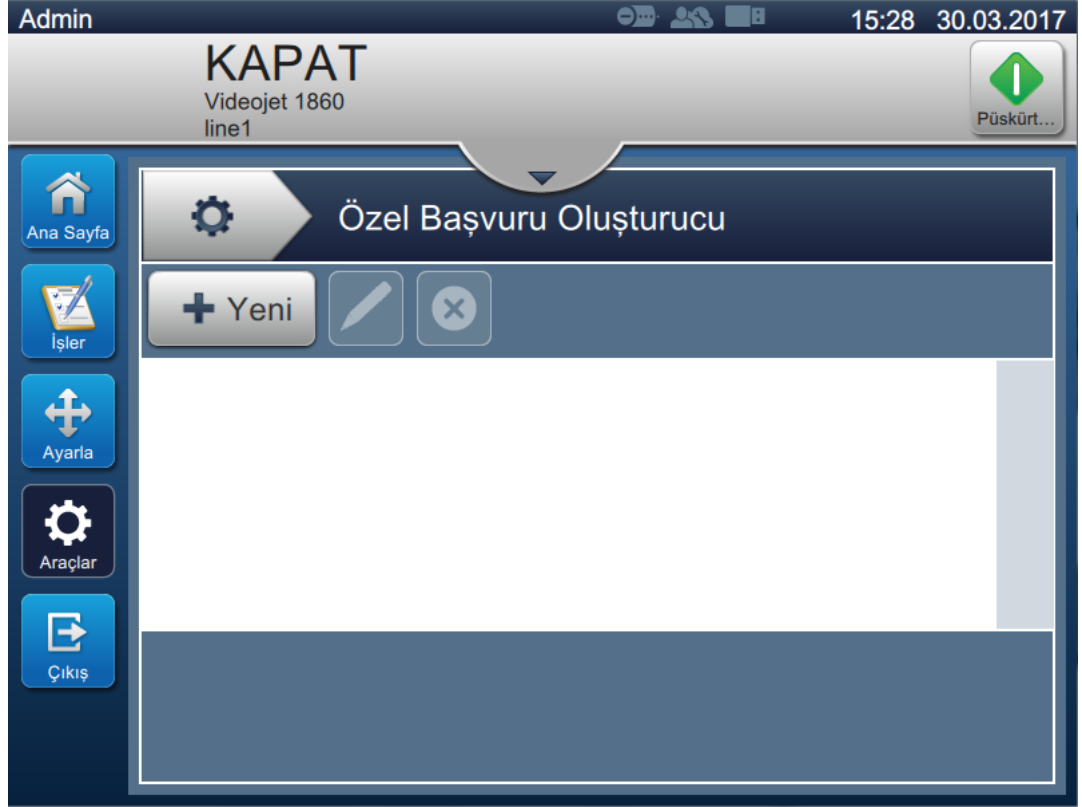 Admin
15:28 30.03.2017
KAPAT
Videojet 1860
line1
Püskürt...
Ana Sayfa
Özel Başvuru Oluşturucu
Yeni
İşler
Ayarla
Araçlar
Çıkış